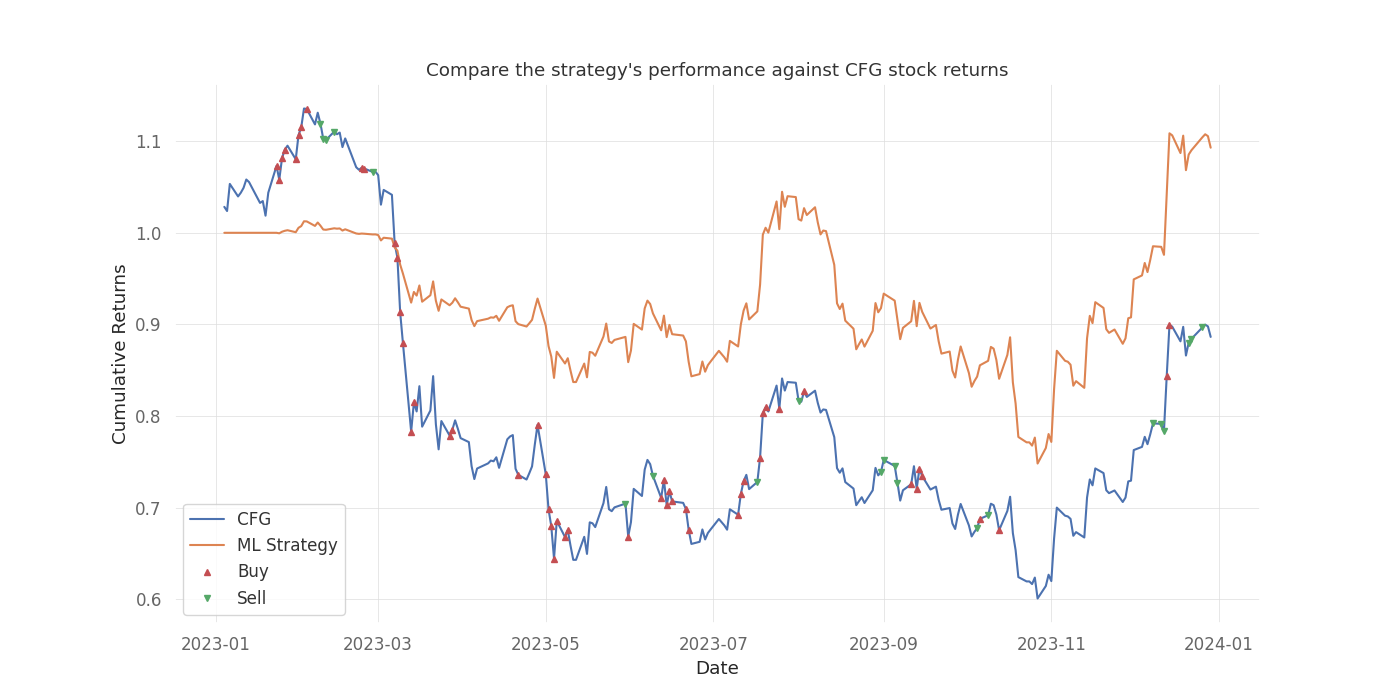 Compare the strategy's performance against CFG stock returns
Cumulative Returns
1.1
1.0
0.9
0.8
0.7
0.6
CFG
ML Strategy
Buy
Sell
2023-01
2023-03
2023-05
2023-07
2023-09
2023-11
2024-01
Date